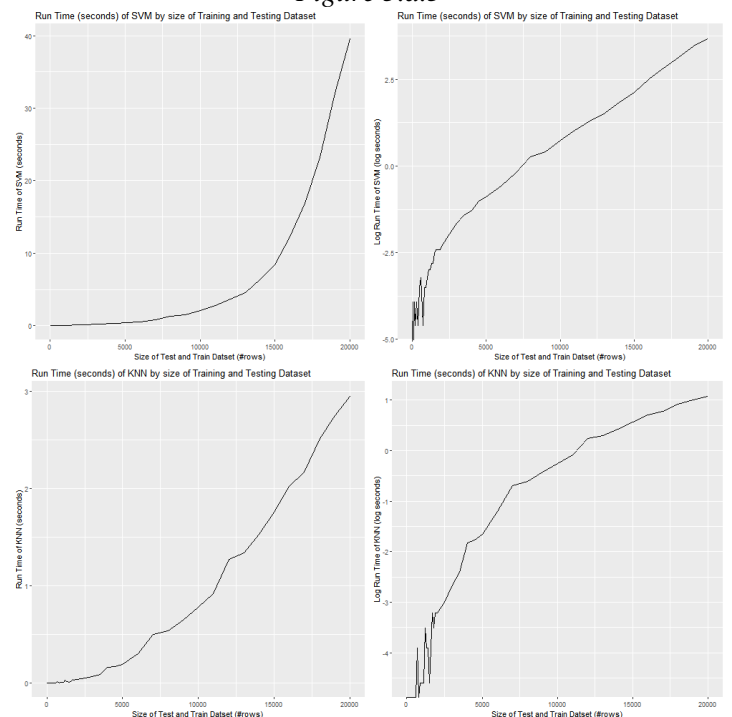 Run Time (seconds) of SVM by size of Training and Testing Dataset
Run Time of SVM (seconds)
40
30
20
10
0
0 5000 10000 15000 20000
Size of Test and Train Datset (#rows)
Run Time (seconds) of SVM by size of Training and Testing Dataset
Log Run Time of SVM (log seconds)
2.5
0.0
-2.5
-5.0
0 5000 10000 15000 20000
Size of Test and Train Datset (#rows)
Run Time (seconds) of KNN by size of Training and Testing Dataset
Run Time of KNN (seconds)
3
2
1
0
0 5000 10000 15000 20000
Size of Test and Train Datset (#rows)
Run Time (seconds) of KNN by size of Training and Testing Dataset
Log Run Time of KNN (log seconds)
1
0
-1
-2
-3
-4
0 5000 10000 15000 20000
Size of Test and Train Datset (#rows)